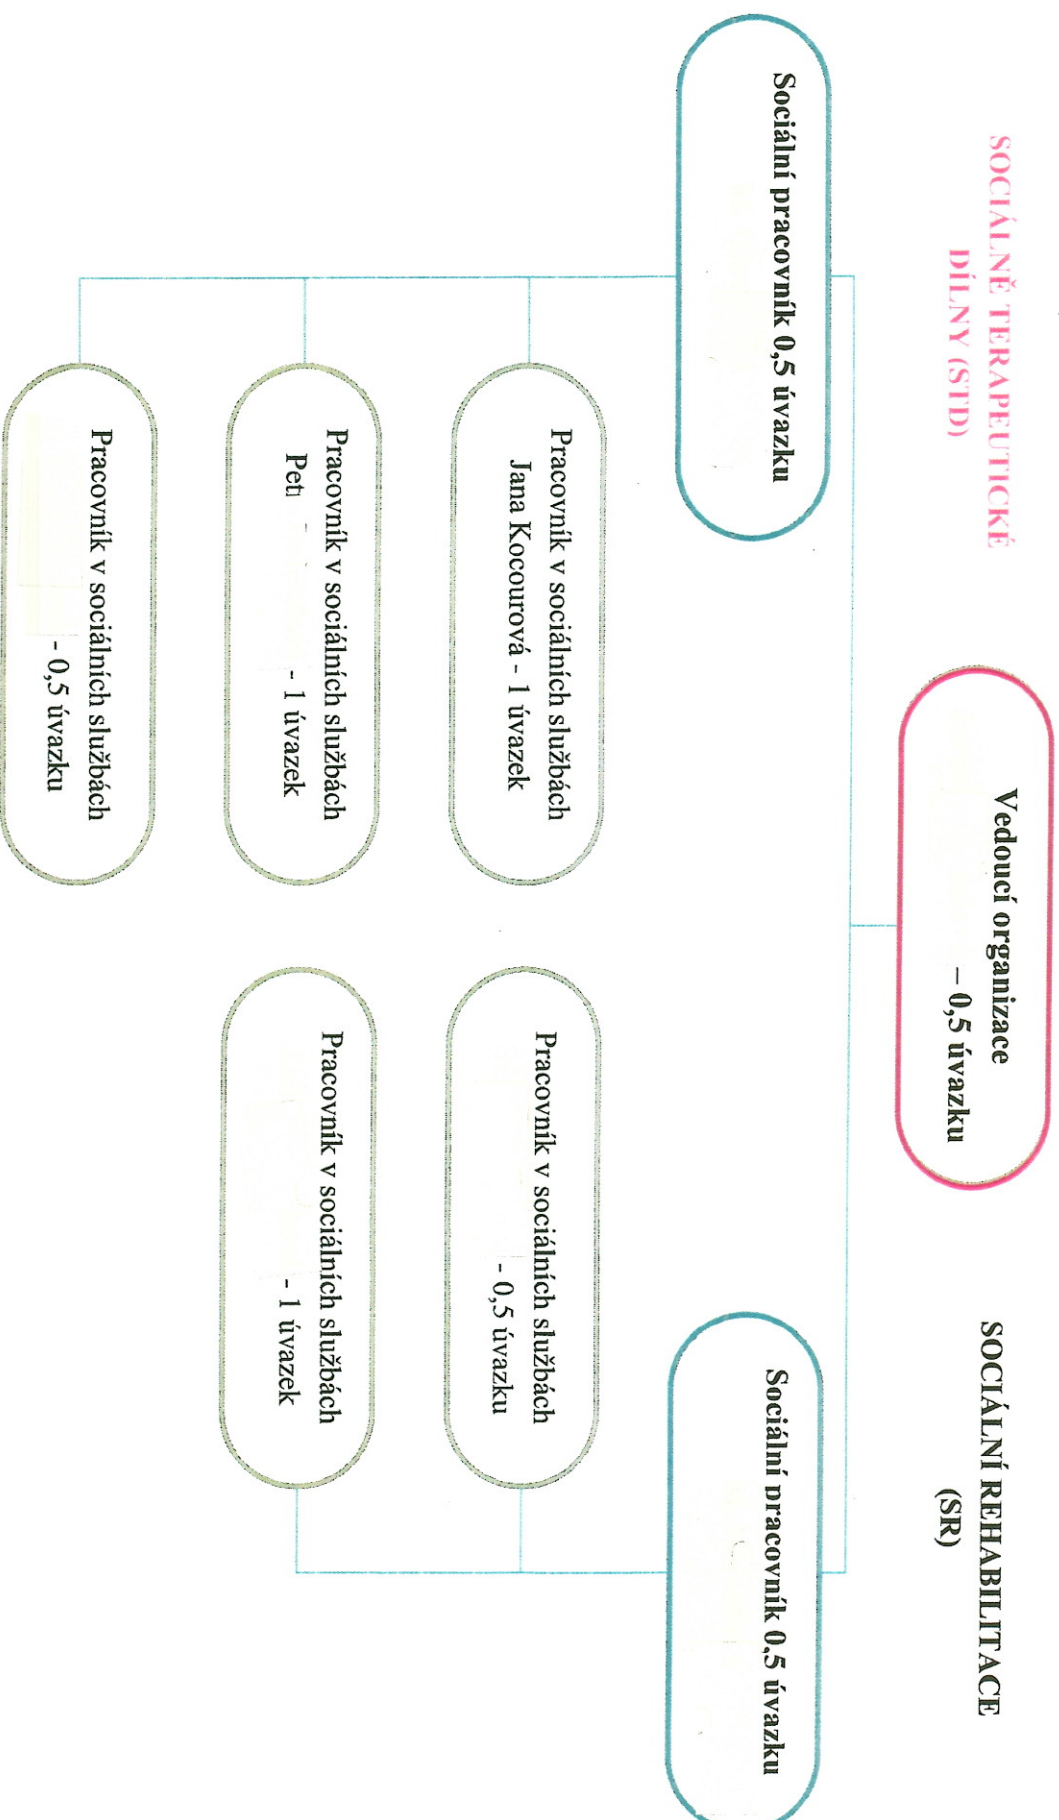 SOCIÁLNĚ TERAPEUTICKÉ
DÍLNY (STD)
Vedoucí organizace
– 0,5 úvazku
SOCIÁLNÍ REHABILITACE
(SR)
Sociální pracovník 0,5 úvazku
Sociální pracovník 0,5 úvazku
Pracovník v sociálních službách
Jana Kocourová - 1 úvazek
Pracovník v sociálních službách
- 0,5 úvazku
Pracovník v sociálních službách
- 1 úvazek
Pracovník v sociálních službách
- 1 úvazek
Pracovník v sociálních službách
- 0,5 úvazku